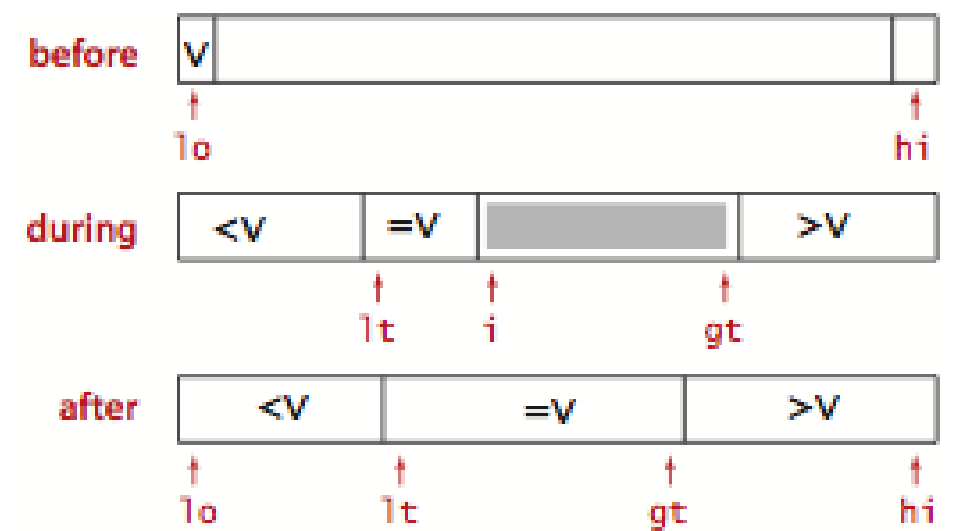 before V
lo hi
during <V =V >V
lt i gt
after <V =V >V
lo lt gt hi